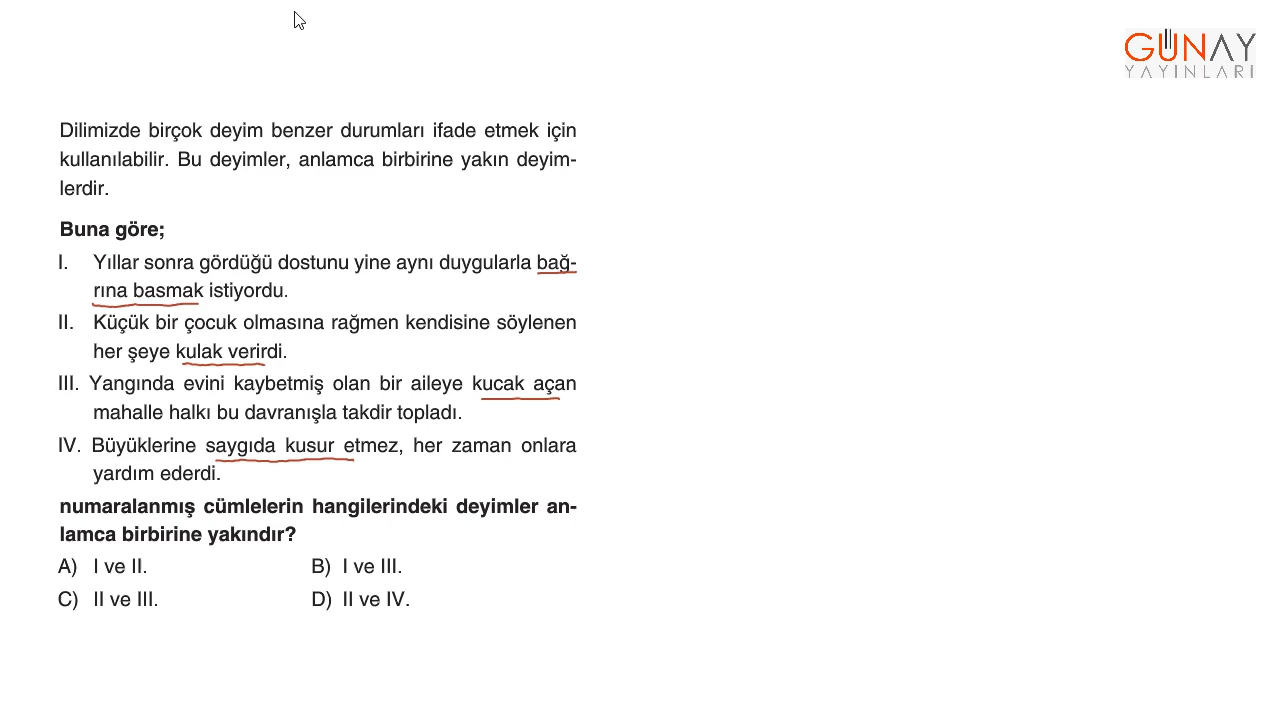 GÜNAY
YAYINLARI
Dilimizde birçok deyim benzer durumları ifade etmek için
kullanılabilir. Bu deyimler, anlamca birbirine yakın deyim-
lerdir.
Buna göre;
I. Yıllar sonra gördüğü dostunu yine aynı duygularla bağ-
rına basmak istiyordu.
II. Küçük bir çocuk olmasına rağmen kendisine söylenen
her şeye kulak verirdi.
III. Yangında evini kaybetmiş olan bir aileye kucak açan
mahalle halkı bu davranışla takdir topladı.
IV. Büyüklerine saygıda kusur etmez, her zaman onlara
yardım ederdi.
numaralanmış cümlelerin hangilerindeki deyimler an-
lamca birbirine yakındır?
A) I ve II. B) I ve III.
C) II ve III. D) II ve IV.